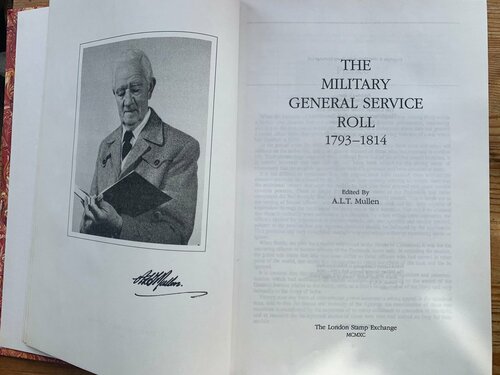 THE
MILITARY
GENERAL SERVICE
ROLL
1793–1814
Edited By
A.L.T. Mullen
The London Stamp Exchange
MCMXC